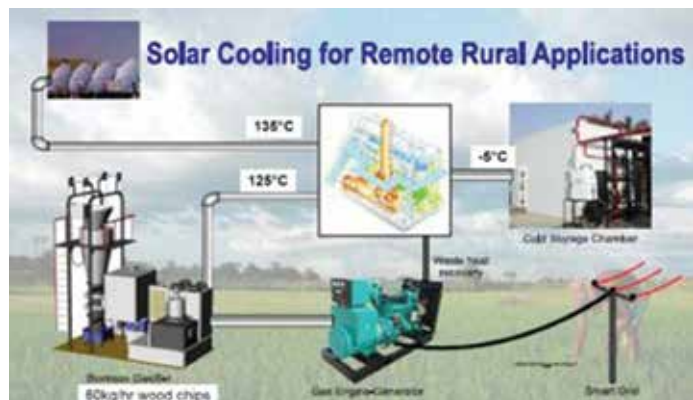 Solar Cooling for Remote Rural Applications
135°C
125°C
-5°C
Cold Storage Chamber
Waste heat
recovery
Biomass Gasifier
60kg/hr wood chips
Gas Engine-Generator
Smart Grid